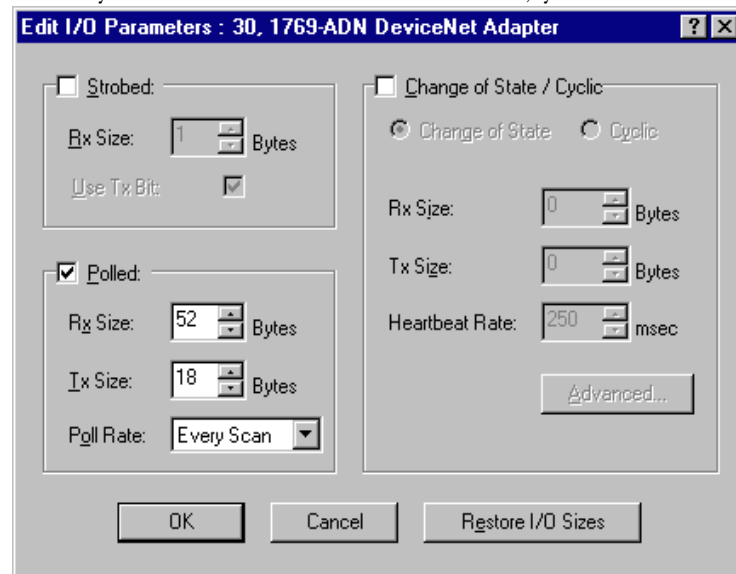 Edit I/O Parameters : 30, 1769-ADN DeviceNet Adapter
Strobed:
Rx Size: 1 Bytes
Use Tx Bit:
Polled:
Rx Size: 52 Bytes
Tx Size: 18 Bytes
Poll Rate: Every Scan
Change of State / Cyclic
Change of State Cyclic
Rx Size: 0 Bytes
Tx Size: 0 Bytes
Heartbeat Rate: 250 msec
Advanced...
OK Cancel Restore I/O Sizes